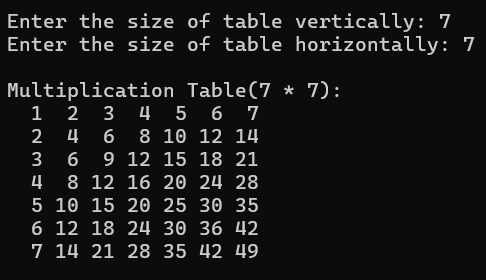 Enter the size of table vertically: 7
Enter the size of table horizontally: 7

Multiplication Table(7 * 7):
  1  2  3  4  5  6  7
  2  4  6  8 10 12 14
  3  6  9 12 15 18 21
  4  8 12 16 20 24 28
  5 10 15 20 25 30 35
  6 12 18 24 30 36 42
  7 14 21 28 35 42 49